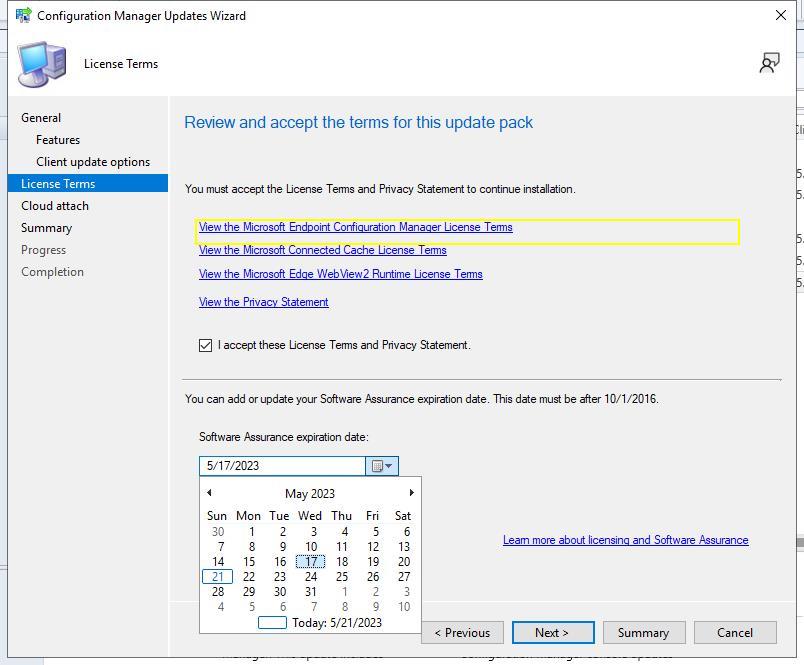 Configuration Manager Updates Wizard
License Terms
General
Features
Client update options
License Terms
Cloud attach
Summary
Progress
Completion
Review and accept the terms for this update pack
You must accept the License Terms and Privacy Statement to continue installation.
View the Microsoft Endpoint Configuration Manager License Terms
View the Microsoft Connected Cache License Terms
View the Microsoft Edge WebView2 Runtime License Terms
View the Privacy Statement
I accept these License Terms and Privacy Statement.
You can add or update your Software Assurance expiration date. This date must be after 10/1/2016.
Software Assurance expiration date:
5/17/2023
May 2023
Sun Mon Tue Wed Thu Fri Sat
30 1 2 3 4 5 6
7 8 9 10 11 12 13
14 15 16 17 18 19 20
21 22 23 24 25 26 27
28 29 30 31 1 2 3
4 5 6 7 8 9 10
Today: 5/21/2023
Learn more about licensing and Software Assurance
< Previous Next > Summary Cancel